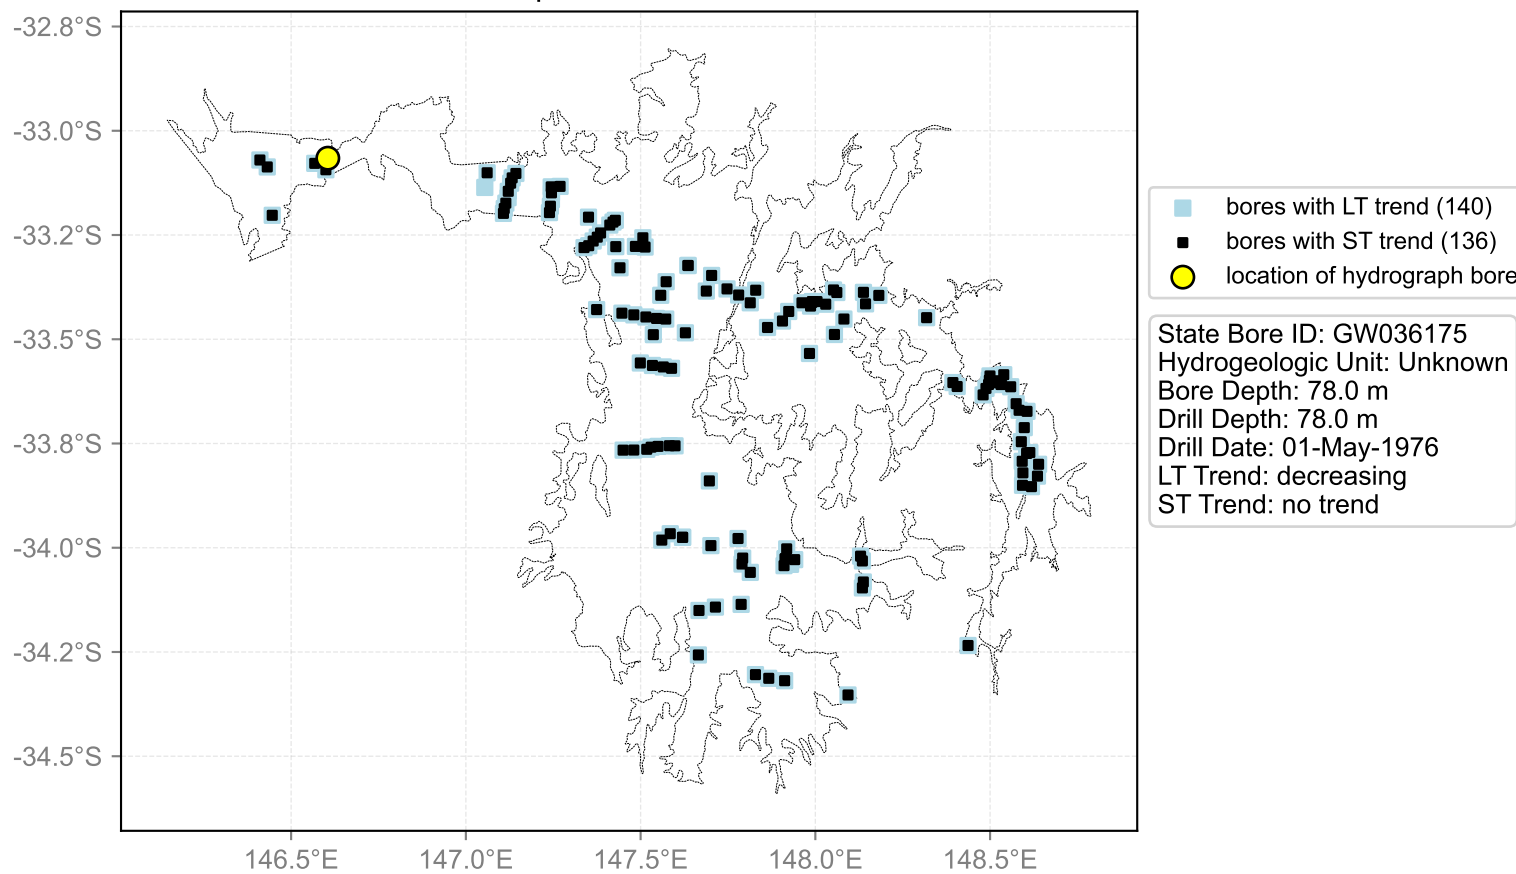 -32.8°S
-33.0°S
-33.2°S
-33.5°S
-33.8°S
-34.0°S
-34.2°S
-34.5°S
146.5°E
147.0°E
147.5°E
148.0°E
148.5°E
bores with LT trend (140)
bores with ST trend (136)
location of hydrograph bore
State Bore ID: GW036175
Hydrogeologic Unit: Unknown
Bore Depth: 78.0 m
Drill Depth: 78.0 m
Drill Date: 01-May-1976
LT Trend: decreasing
ST Trend: no trend